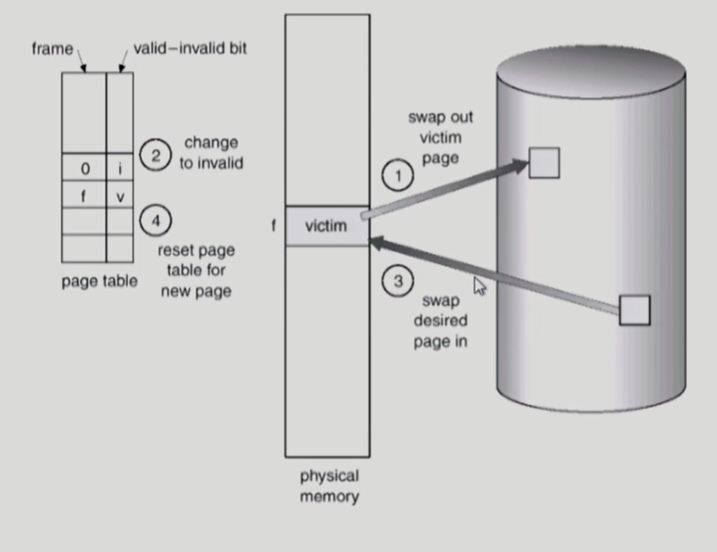 frame
valid–invalid bit
0 i
f v
page table
2
change
to invalid
4
reset page
table for
new page
f
victim
physical
memory
swap out
victim
page
1
3
swap
desired
page in